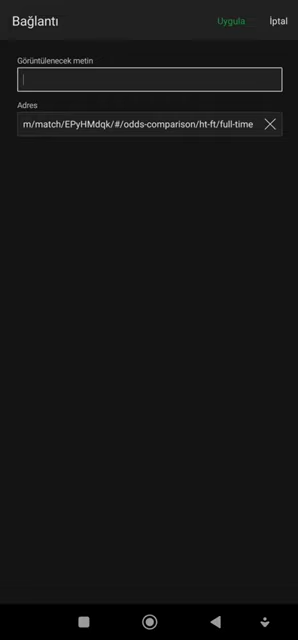 Bağlantı
Uygula
İptal
Görüntülenecek metin
Adres
m/match/EPyHMdqk/#/odds-comparison/ht-ft/full-time